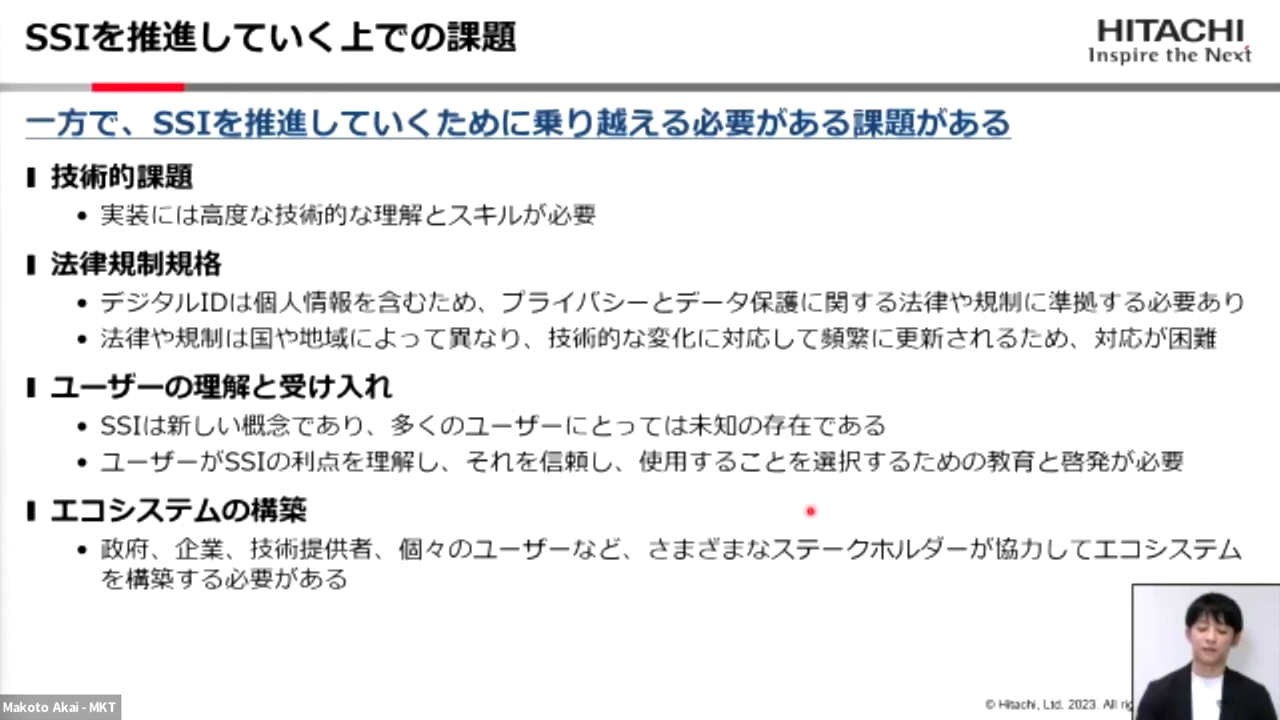 SSIを推進していく上での課題
HITACHI
Inspire the Next
一方で、SSIを推進していくために乗り越える必要がある課題がある
技術的課題
• 実装には高度な技術的な理解とスキルが必要
法律規制規格
• デジタルIDは個人情報を含むため、プライバシーとデータ保護に関する法律や規制に準拠する必要あり
• 法律や規制は国や地域によって異なり、技術的な変化に対応して頻繁に更新されるため、対応が困難
ユーザーの理解と受け入れ
• SSIは新しい概念であり、多くのユーザーにとっては未知の存在である
• ユーザーがSSIの利点を理解し、それを信頼し、使用することを選択するための教育と啓発が必要
エコシステムの構築
• 政府、企業、技術提供者、個々のユーザーなど、さまざまなステークホルダーが協力してエコシステム
を構築する必要がある
Makoto Akai - MKT
© Hitachi, Ltd. 2023. All